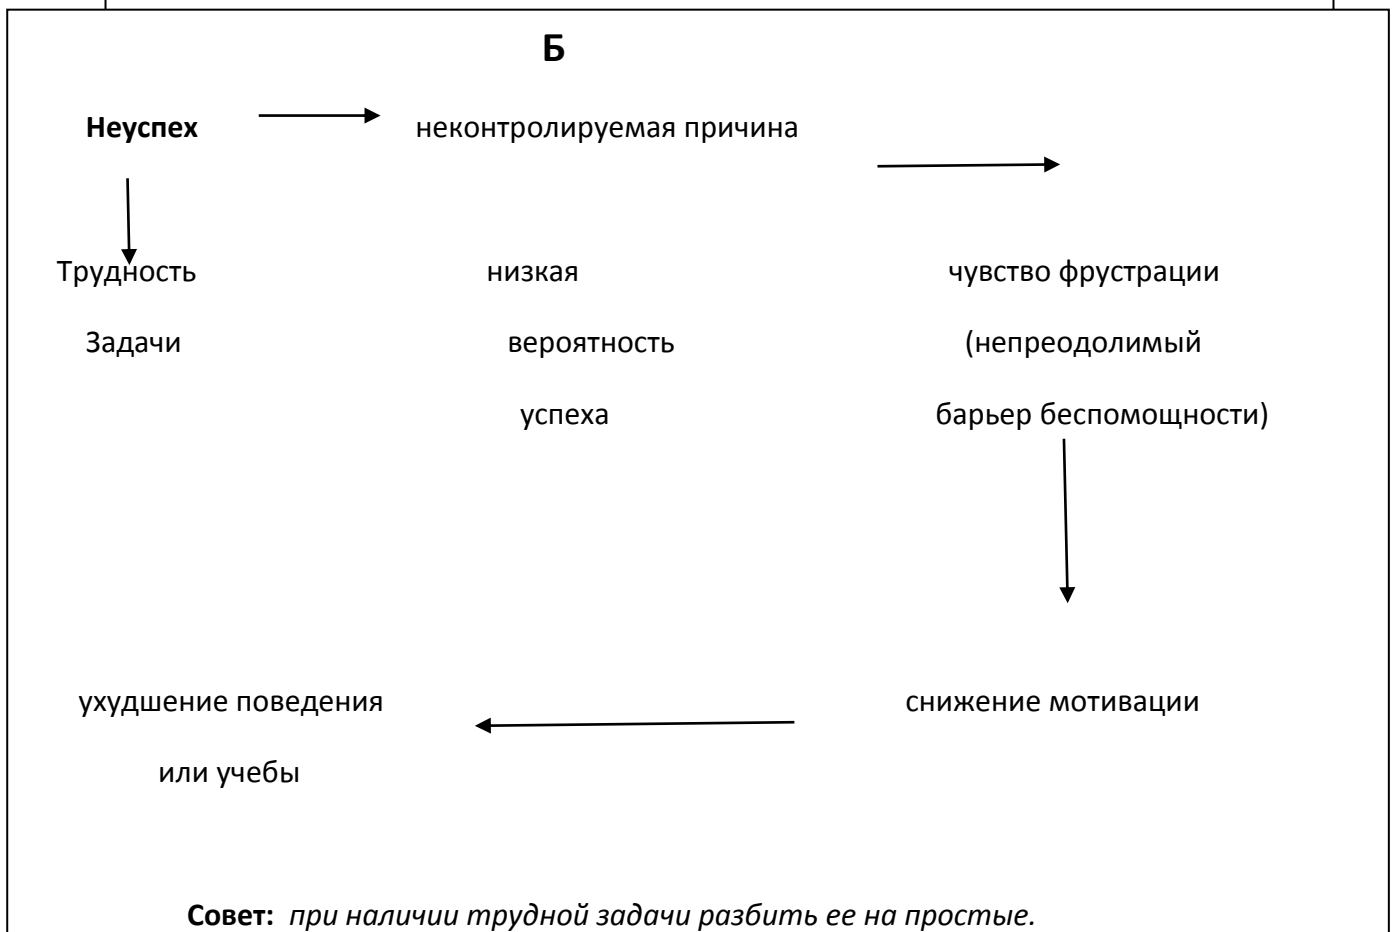 Б
Неуспех неконтролируемая причина
Трудность низкая чувство фрустрации
Задачи вероятность (непреодолимый
успеха барьер беспомощности)
ухудшение поведения снижение мотивации
или учебы
Совет: при наличии трудной задачи разбить ее на простые.